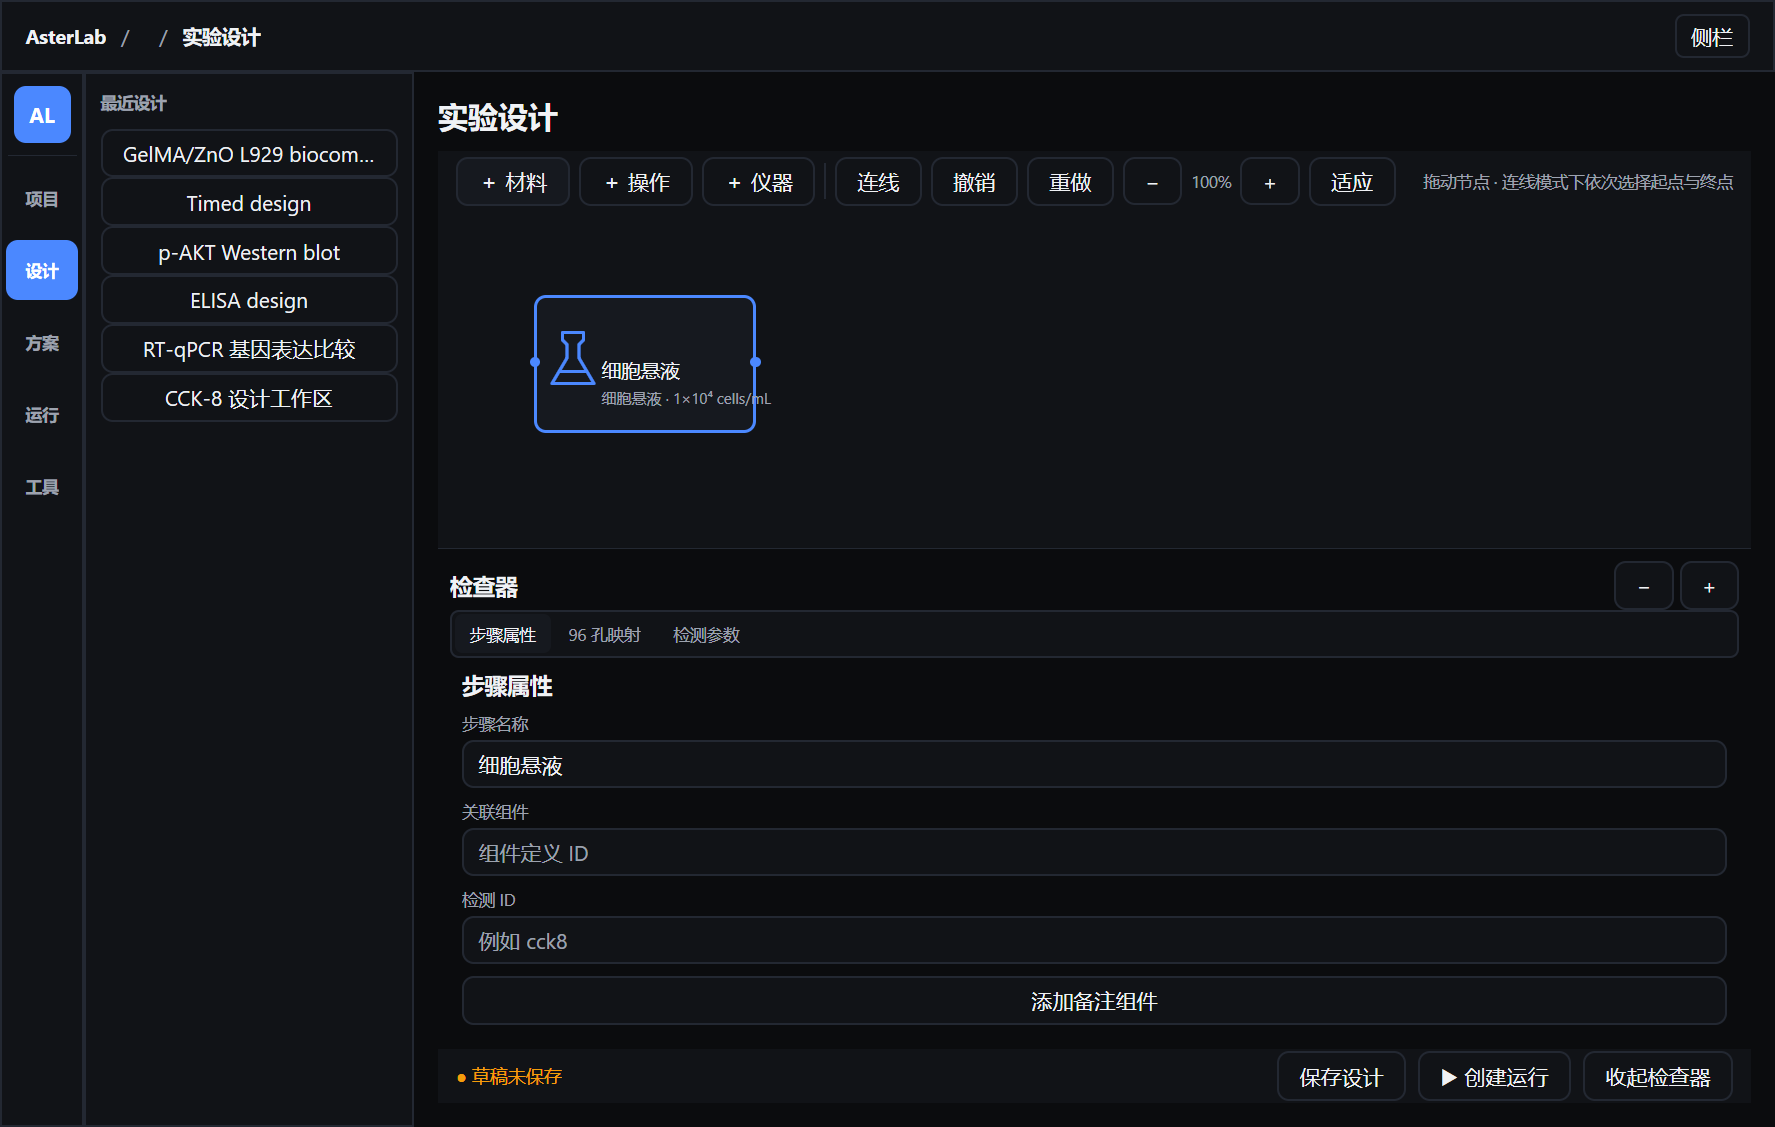 AsterLab / / 实验设计
侧栏
AL
项目
设计
方案
运行
工具
最近设计
GelMA/ZnO L929 biocom...
Timed design
p-AKT Western blot
ELISA design
RT-qPCR 基因表达比较
CCK-8 设计工作区
实验设计
+ 材料
+ 操作
+ 仪器
连线
撤销
重做
−
100%
+
适应
拖动节点 · 连线模式下依次选择起点与终点
细胞悬液
细胞悬液 · 1×10⁴ cells/mL
检查器
−
+
步骤属性
96 孔映射
检测参数
步骤属性
步骤名称
细胞悬液
关联组件
组件定义 ID
检测 ID
例如 cck8
添加备注组件
● 草稿未保存
保存设计
▶ 创建运行
收起检查器